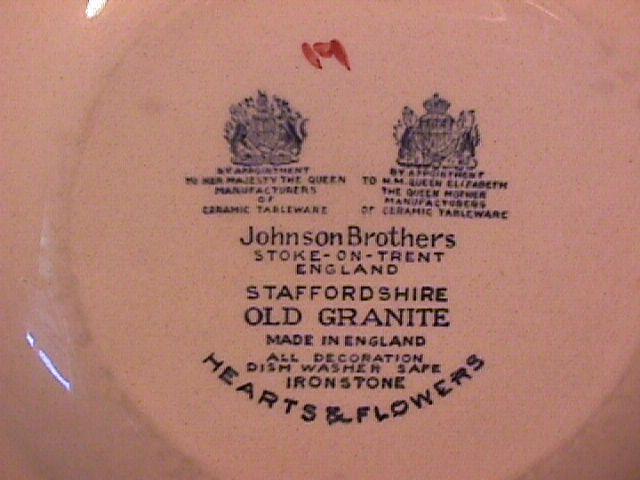 BY APPOINTMENT
TO HER MAJESTY THE QUEEN
MANUFACTURERS
OF
CERAMIC TABLEWARE
BY APPOINTMENT
TO H.M. QUEEN ELIZABETH
THE QUEEN MOTHER
MANUFACTURERS
OF CERAMIC TABLEWARE
Johnson Brothers
STOKE-ON-TRENT
ENGLAND
STAFFORDSHIRE
OLD GRANITE
MADE IN ENGLAND
ALL DECORATION
DISH WASHER SAFE
IRONSTONE
HEARTS & FLOWERS